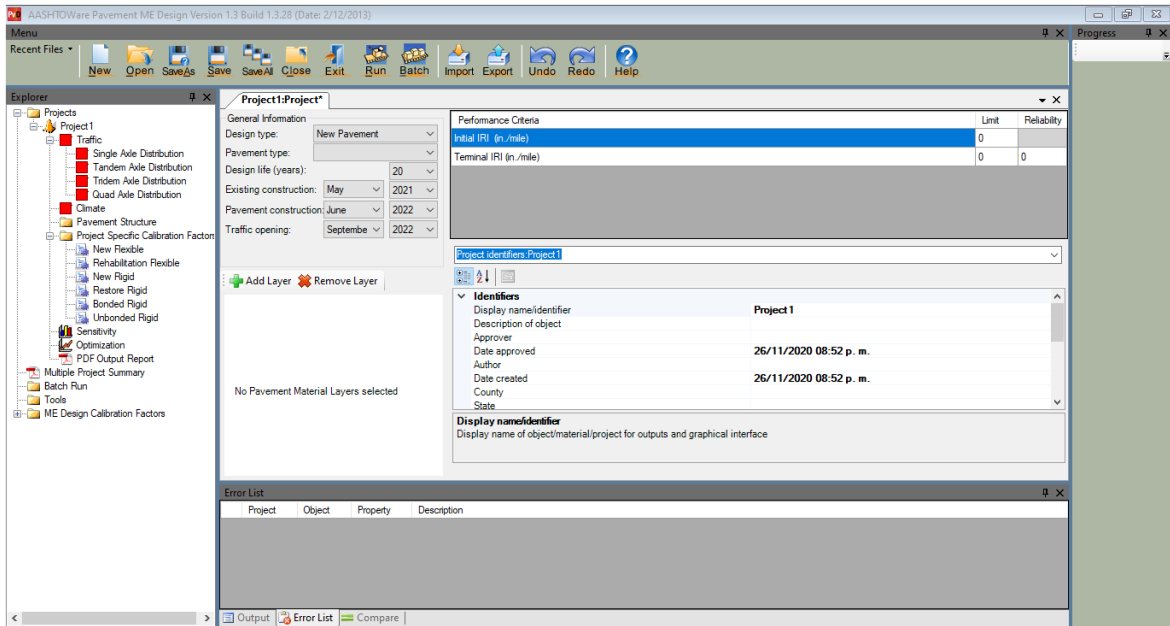 AASHTOWare Pavement ME Design Version 1.3 Build 1.3.28 (Date: 2/12/2013)
Menu
Recent Files
New Open SaveAs Save SaveAll Close Exit Run Batch Import Export Undo Redo Help
Progress
Explorer
Projects
Project1
Traffic
Single Axle Distribution
Tandem Axle Distribution
Tridem Axle Distribution
Quad Axle Distribution
Climate
Pavement Structure
Project Specific Calibration Factors
New Flexible
Rehabilitation Flexible
New Rigid
Restore Rigid
Bonded Rigid
Unbonded Rigid
Sensitivity
Optimization
PDF Output Report
Multiple Project Summary
Batch Run
Tools
ME Design Calibration Factors
Project1:Project*
General Information
Design type: New Pavement
Pavement type:
Design life (years): 20
Existing construction: May 2021
Pavement construction: June 2022
Traffic opening: Septembe 2022
Add Layer Remove Layer
No Pavement Material Layers selected
Performance Criteria Limit Reliability
Initial IRI (in./mile) 0
Terminal IRI (in./mile) 0 0
Project identifiers:Project1
Identifiers
Display name/identifier Project1
Description of object
Approver
Date approved 26/11/2020 08:52 p. m.
Author
Date created 26/11/2020 08:52 p. m.
County
State
Display name/identifier
Display name of object/material/project for outputs and graphical interface
Error List
Project Object Property Description
Output Error List Compare